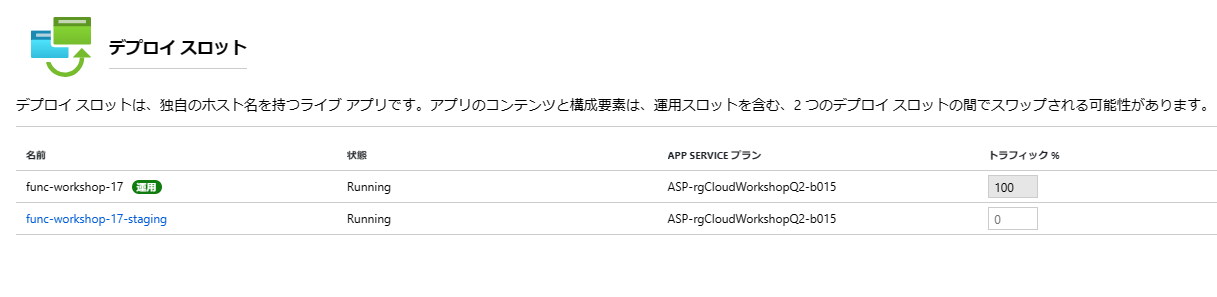 デプロイ スロット
デプロイ スロットは、独自のホスト名を持つライブ アプリです。アプリのコンテンツと構成要素は、運用スロットを含む、2 つのデプロイ スロットの間でスワップされる可能性があります。
名前 状態 APP SERVICE プラン トラフィック %
func-workshop-17 運用 Running ASP-rgCloudWorkshopQ2-b015 100
func-workshop-17-staging Running ASP-rgCloudWorkshopQ2-b015 0